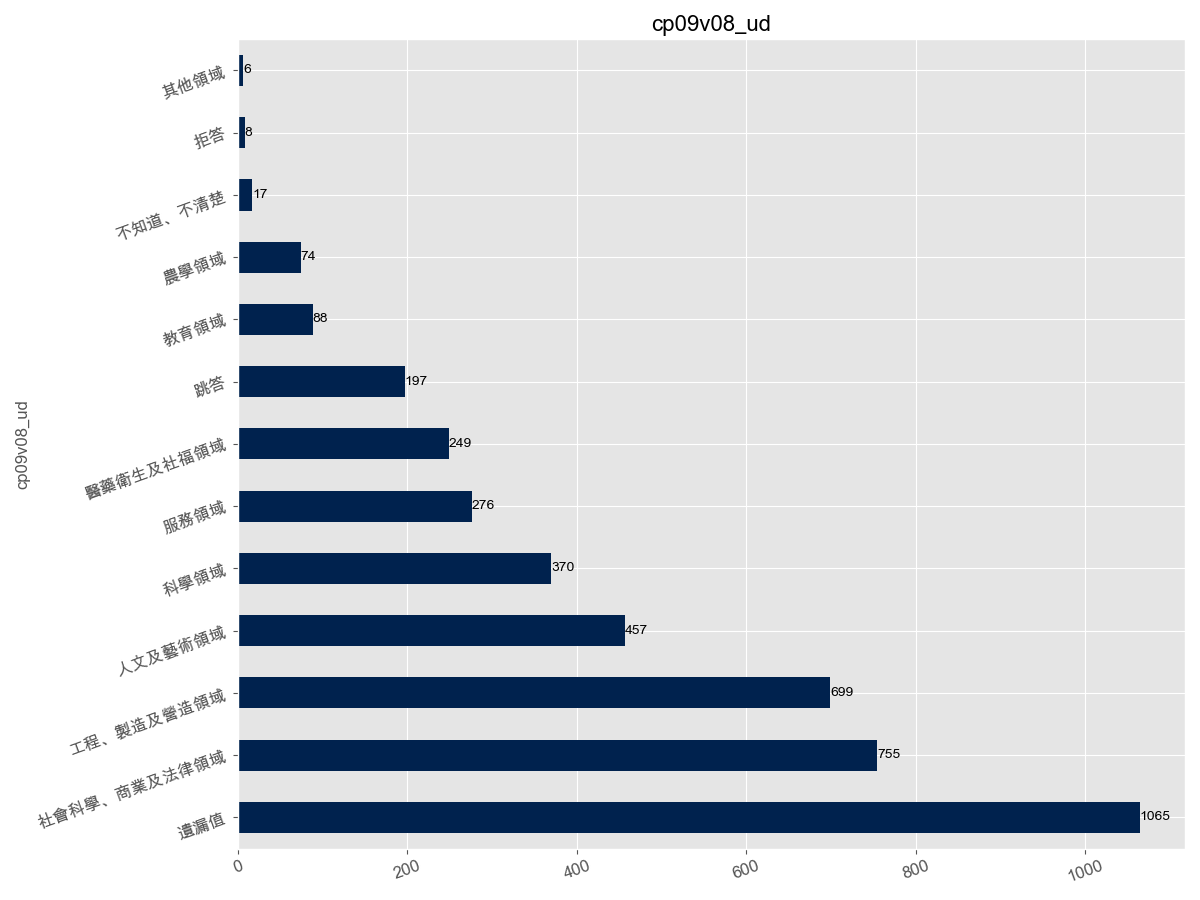 cp09v08_ud
其他領域
6
拒答
8
不知道、不清楚
17
農學領域
74
教育領域
88
跳答
197
醫藥衛生及社福領域
249
服務領域
276
科學領域
370
人文及藝術領域
457
工程、製造及營造領域
699
社會科學、商業及法律領域
755
遺漏值
1065
cp09v08_ud
0
200
400
600
800
1000